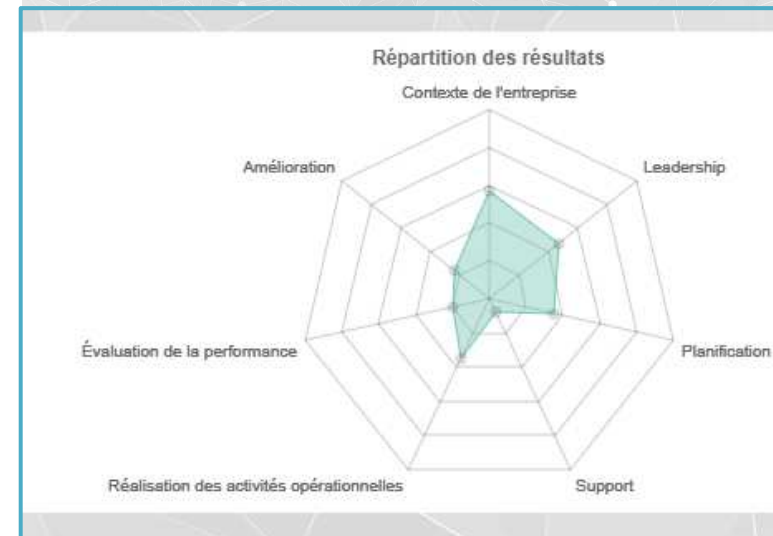 Répartition des résultats
Contexte de l'entreprise
Amélioration
Leadership
Évaluation de la performance
Planification
Réalisation des activités opérationnelles
Support